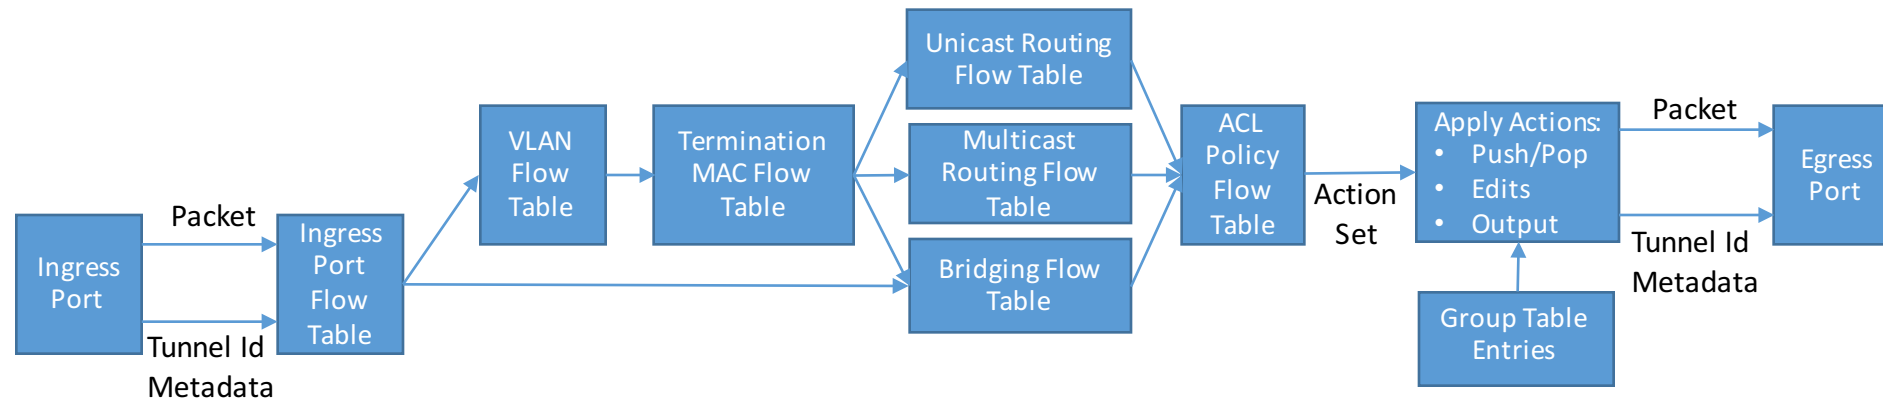 Ingress
Port
Packet
Tunnel Id
Metadata
Ingress
Port
Flow
Table
VLAN
Flow
Table
Termination
MAC Flow
Table
Unicast Routing
Flow Table
Multicast
Routing Flow
Table
Bridging Flow
Table
ACL
Policy
Flow
Table
Action
Set
Apply Actions:
• Push/Pop
• Edits
• Output
Group Table
Entries
Packet
Tunnel Id
Metadata
Egress
Port